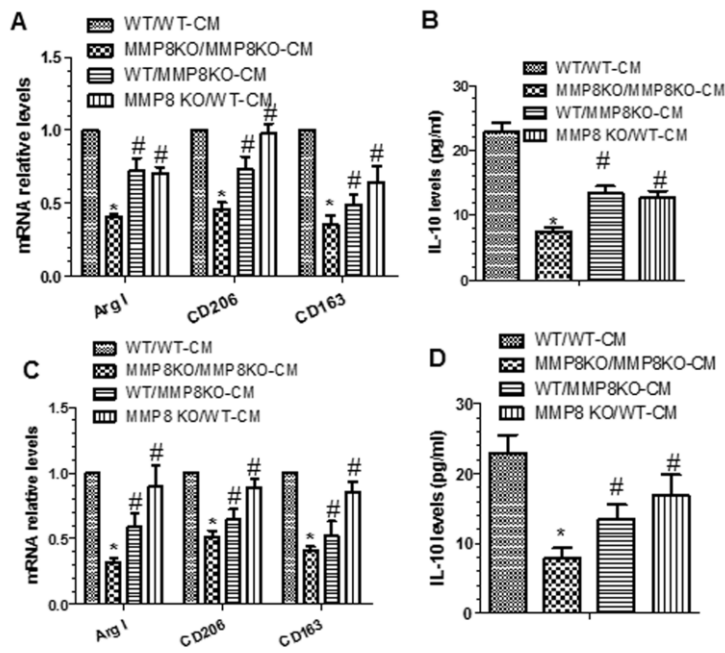 A
WT/WT-CM
MMP8KO/MMP8KO-CM
WT/MMP8KO-CM
MMP8 KO/WT-CM
mRNA relative levels
1.5
1.0
0.5
0.0
# #
*
#
#
*
#
#
*
Arg I
CD206
CD163
B
WT/WT-CM
MMP8KO/MMP8KO-CM
WT/MMP8KO-CM
MMP8 KO/WT-CM
IL-10 levels (pg/ml)
30
20
10
0
*
#
#
C
WT/WT-CM
MMP8KO/MMP8KO-CM
WT/MMP8KO-CM
MMP8 KO/WT-CM
mRNA relative levels
1.5
1.0
0.5
0.0
*
#
#
*
#
#
*
#
#
Arg I
CD206
CD163
D
WT/WT-CM
MMP8KO/MMP8KO-CM
WT/MMP8KO-CM
MMP8 KO/WT-CM
IL-10 levels (pg/ml)
30
20
10
0
*
#
#